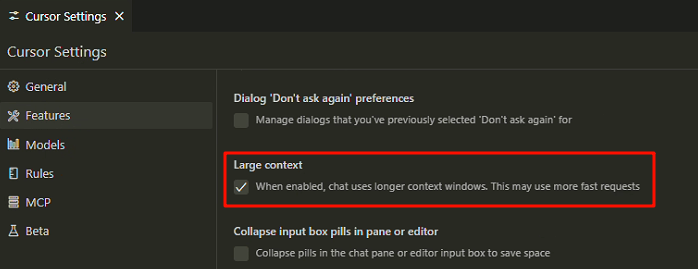 Cursor Settings
Cursor Settings
General
Features
Models
Rules
MCP
Beta
Dialog 'Don't ask again' preferences
Manage dialogs that you've previously selected 'Don't ask again' for
Large context
When enabled, chat uses longer context windows. This may use more fast requests
Collapse input box pills in pane or editor
Collapse pills in the chat pane or editor input box to save space